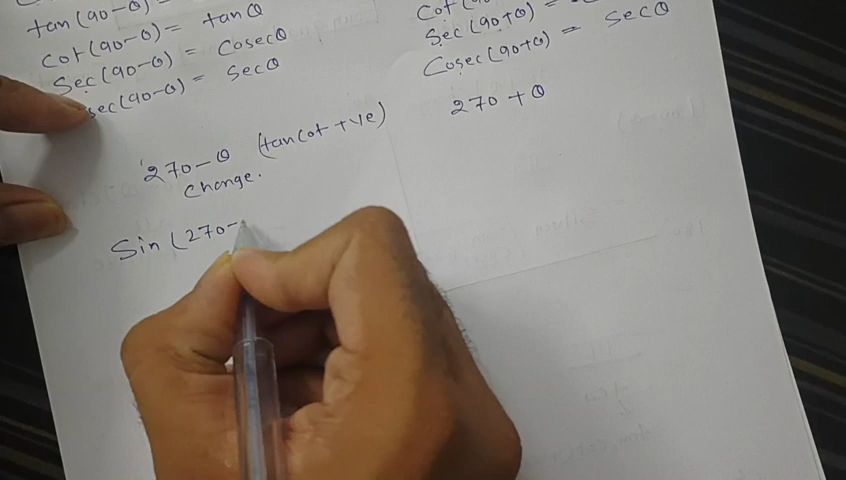 tan(90-θ) = tanθ
Cot(90-θ) = Cosecθ
Sec(90-θ) = Secθ
sec(90-θ) =
Sec(90+θ) =
Cosec(90+θ) = Secθ
270-θ (tan Cot +ve)
Change.
270+θ
Sin (270-